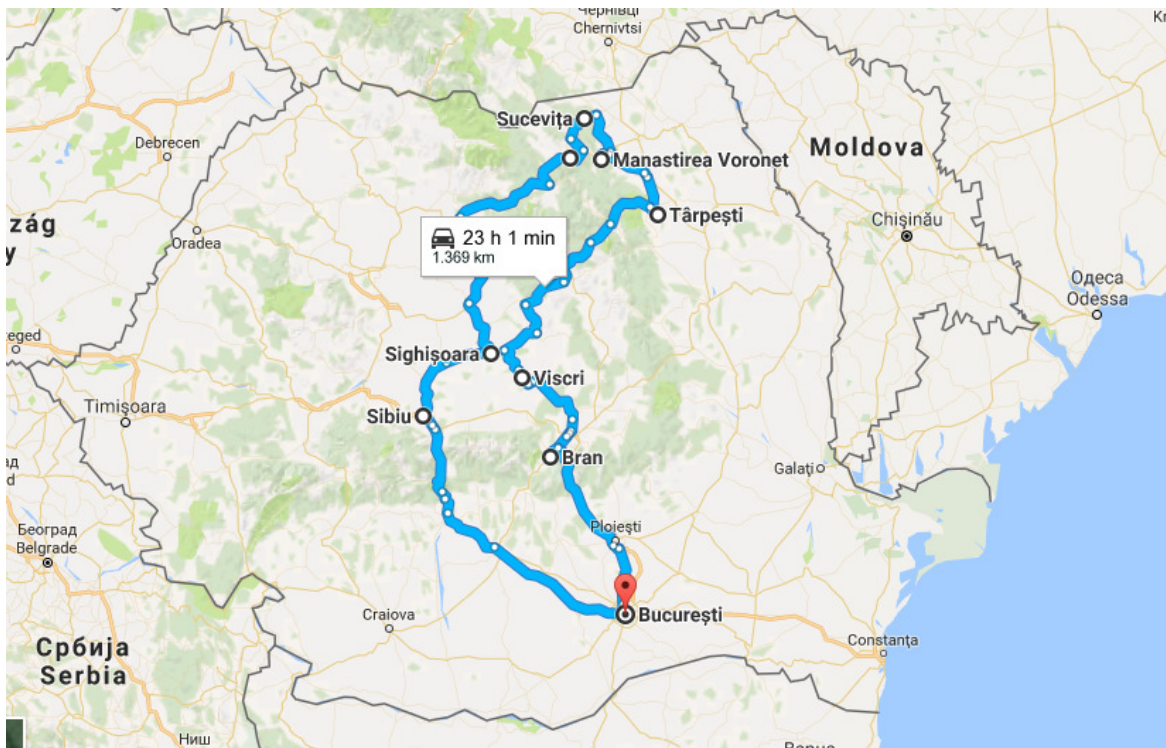 Чернівці
Chernivtsi
Sucevița
Debrecen
Manastirea Voronet
Moldova
zág
Târpești
Chișinău
Oradea
y
23 h 1 min
1.369 km
Одеса
Odessa
eged
Sighișoara
Viscri
Timișoara
Sibiu
Bran
Galați
d
Београд
Belgrade
Ploiești
București
Craiova
Constanța
Србија
Serbia
Ниш